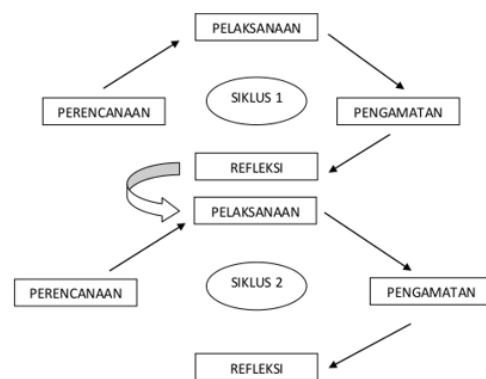 PELAKSANAAN
SIKLUS 1
PERENCANAAN
PENGAMATAN
REFLEKSI
PELAKSANAAN
SIKLUS 2
PERENCANAAN
PENGAMATAN
REFLEKSI